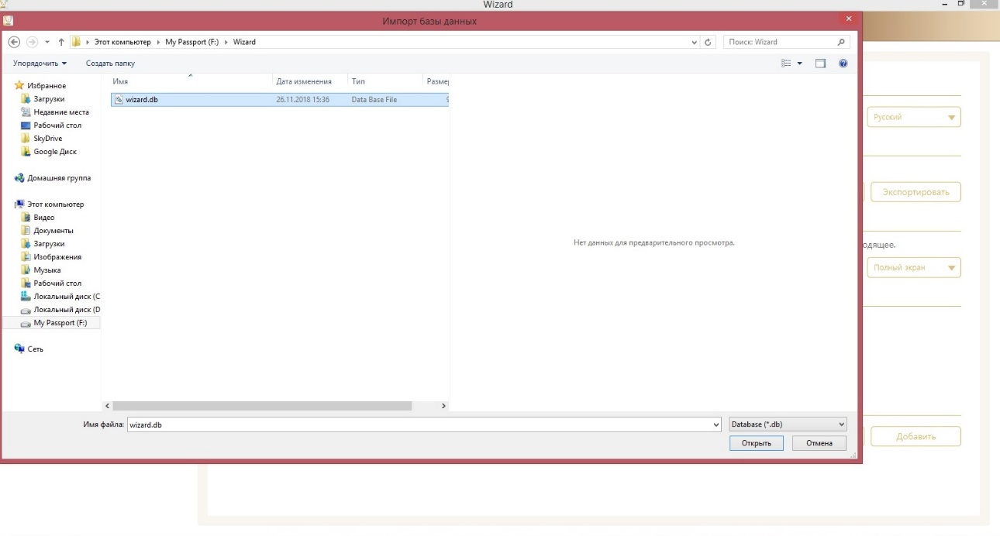 Wizard
Импорт базы данных
Этот компьютер
My Passport (F:)
Wizard
Поиск: Wizard
Упорядочить
Создать папку
Избранное
Загрузки
Недавние места
Рабочий стол
SkyDrive
Google Диск
Домашняя группа
Этот компьютер
Видео
Документы
Загрузки
Изображения
Музыка
Рабочий стол
Локальный диск (C
Локальный диск (D
My Passport (F:)
Сеть
Имя
Дата изменения
Тип
Размер
wizard.db
26.11.2018 15:36
Data Base File
9
Нет данных для предварительного просмотра.
Имя файла:
wizard.db
Database (*.db)
Открыть
Отмена
Русский
Экспортировать
одящее.
Полный экран
Добавить